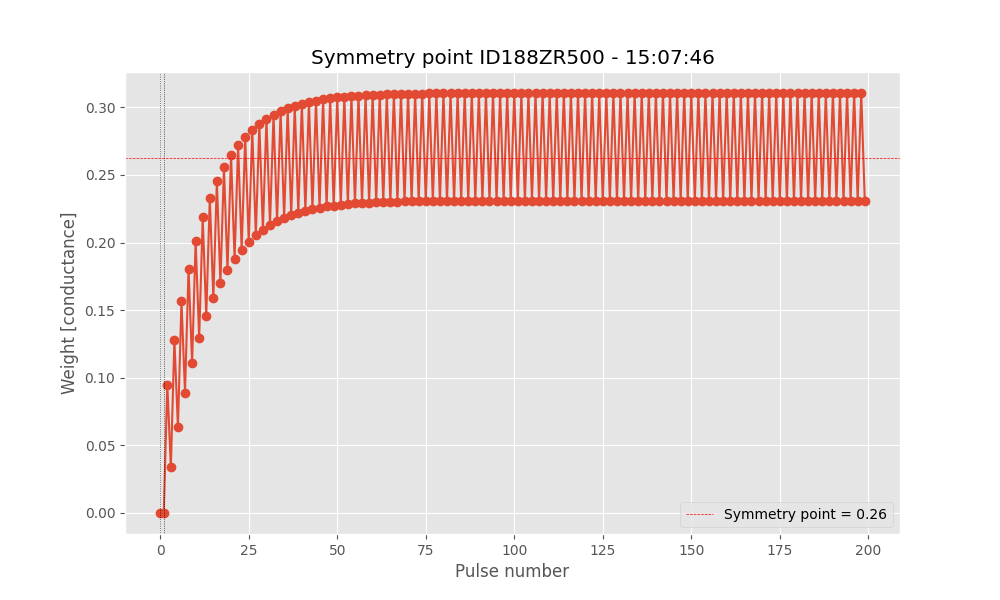 Symmetry point ID188ZR500 - 15:07:46
Weight [conductance]
0.30
0.25
0.20
0.15
0.10
0.05
0.00
Symmetry point = 0.26
0 25 50 75 100 125 150 175 200
Pulse number